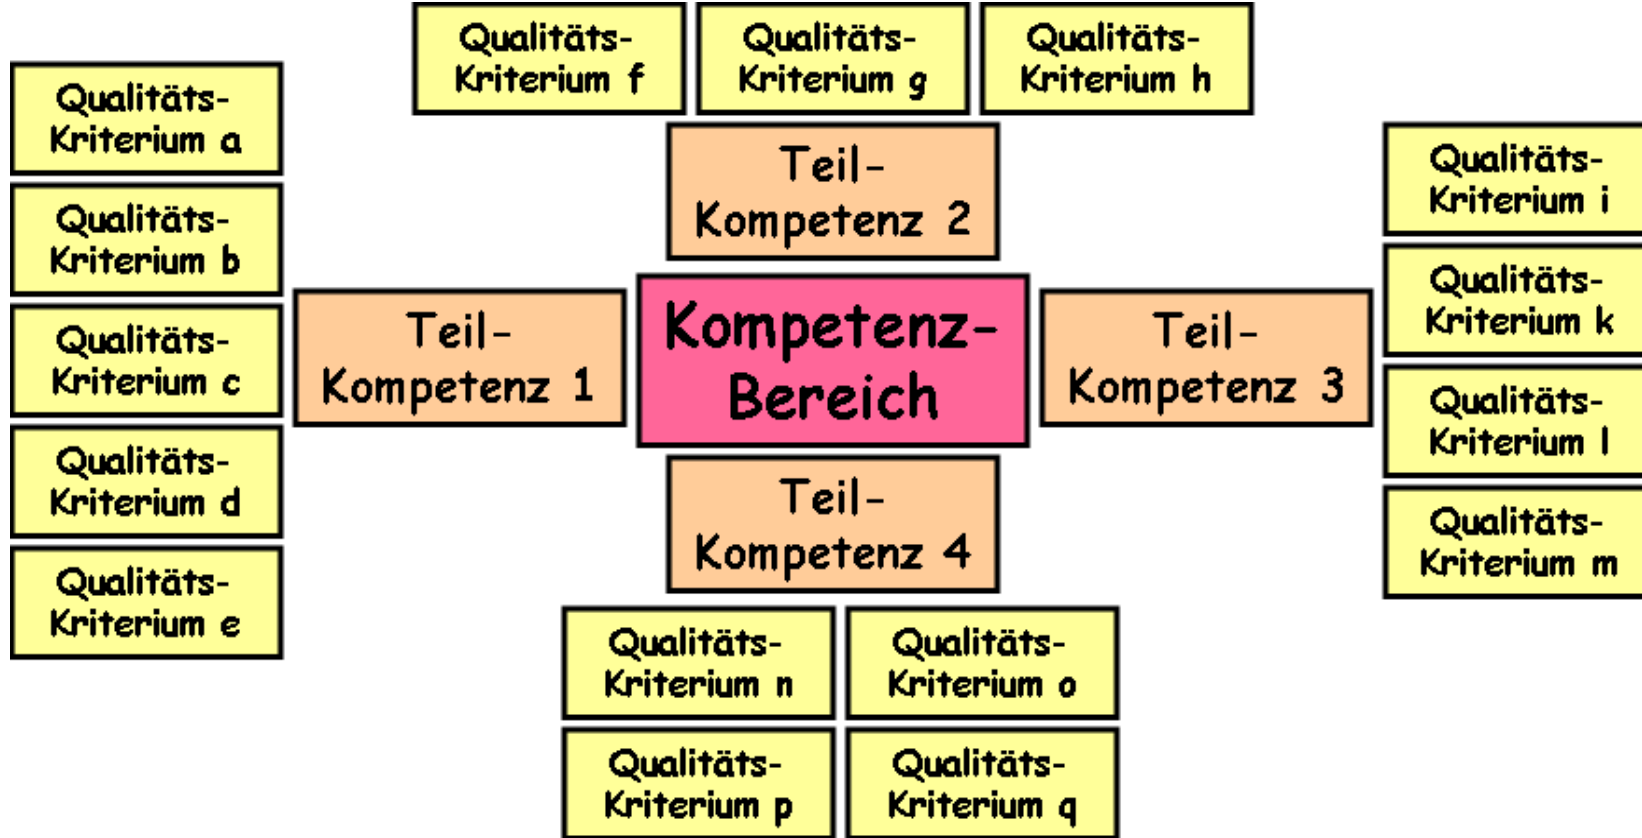 Qualitäts-
Kriterium f
Qualitäts-
Kriterium g
Qualitäts-
Kriterium h
Qualitäts-
Kriterium a
Qualitäts-
Kriterium b
Qualitäts-
Kriterium c
Qualitäts-
Kriterium d
Qualitäts-
Kriterium e
Teil-
Kompetenz 2
Teil-
Kompetenz 1
Kompetenz-
Bereich
Teil-
Kompetenz 3
Teil-
Kompetenz 4
Qualitäts-
Kriterium i
Qualitäts-
Kriterium k
Qualitäts-
Kriterium l
Qualitäts-
Kriterium m
Qualitäts-
Kriterium n
Qualitäts-
Kriterium o
Qualitäts-
Kriterium p
Qualitäts-
Kriterium q